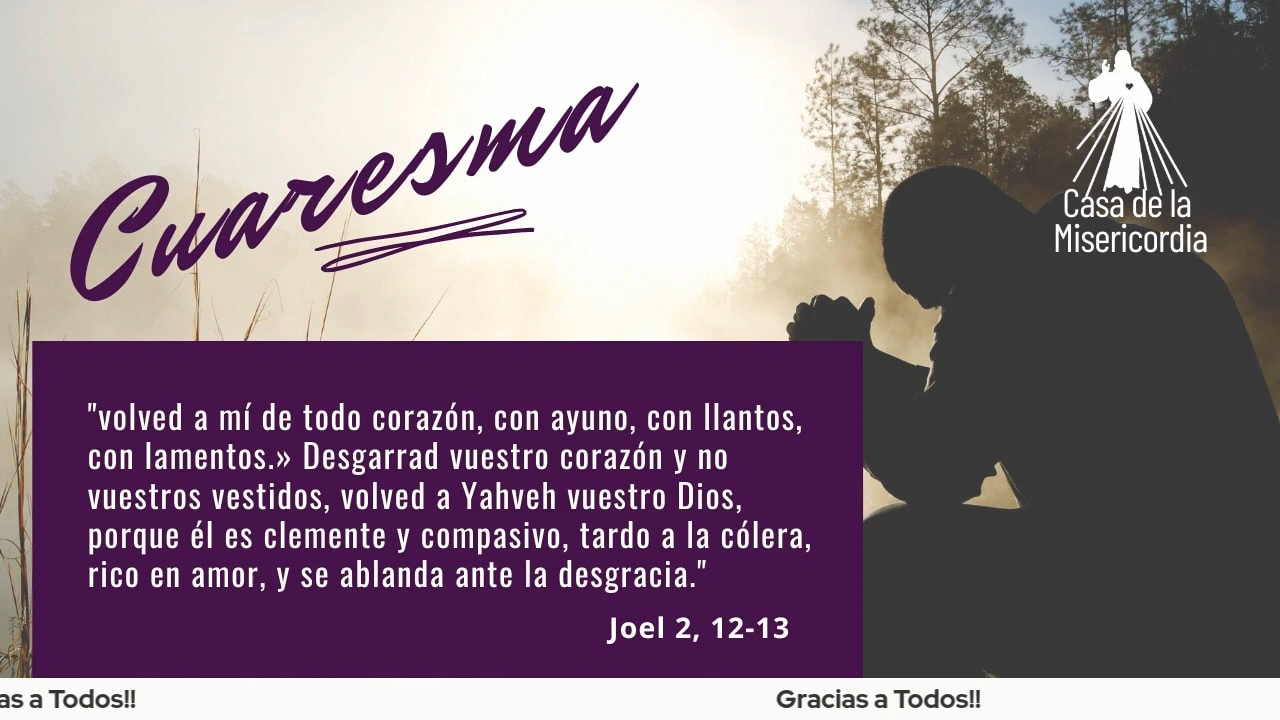 Cuaresma
Casa de la
Misericordia
"volved a mí de todo corazón, con ayuno, con llantos,
con lamentos.» Desgarrad vuestro corazón y no
vuestros vestidos, volved a Yahveh vuestro Dios,
porque él es clemente y compasivo, tardo a la cólera,
rico en amor, y se ablanda ante la desgracia."
Joel 2, 12-13
as a Todos!!
Gracias a Todos!!